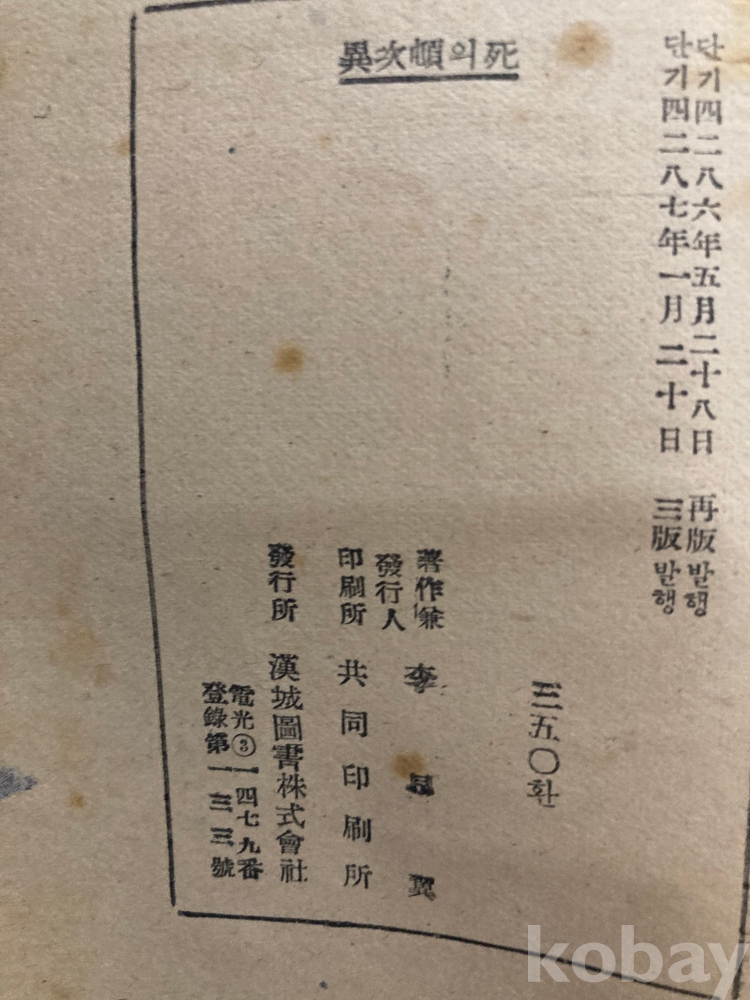 異次頓의死
단기四二八六年五月二十八日 再版발행
단기四二八七年一月二十日 三版발행
三五〇환
著作兼
發行人 李昌翼
印刷所 共同印刷所
發行所 漢城圖書株式會社
電光③一四七九番
登錄第一三三號
kobay